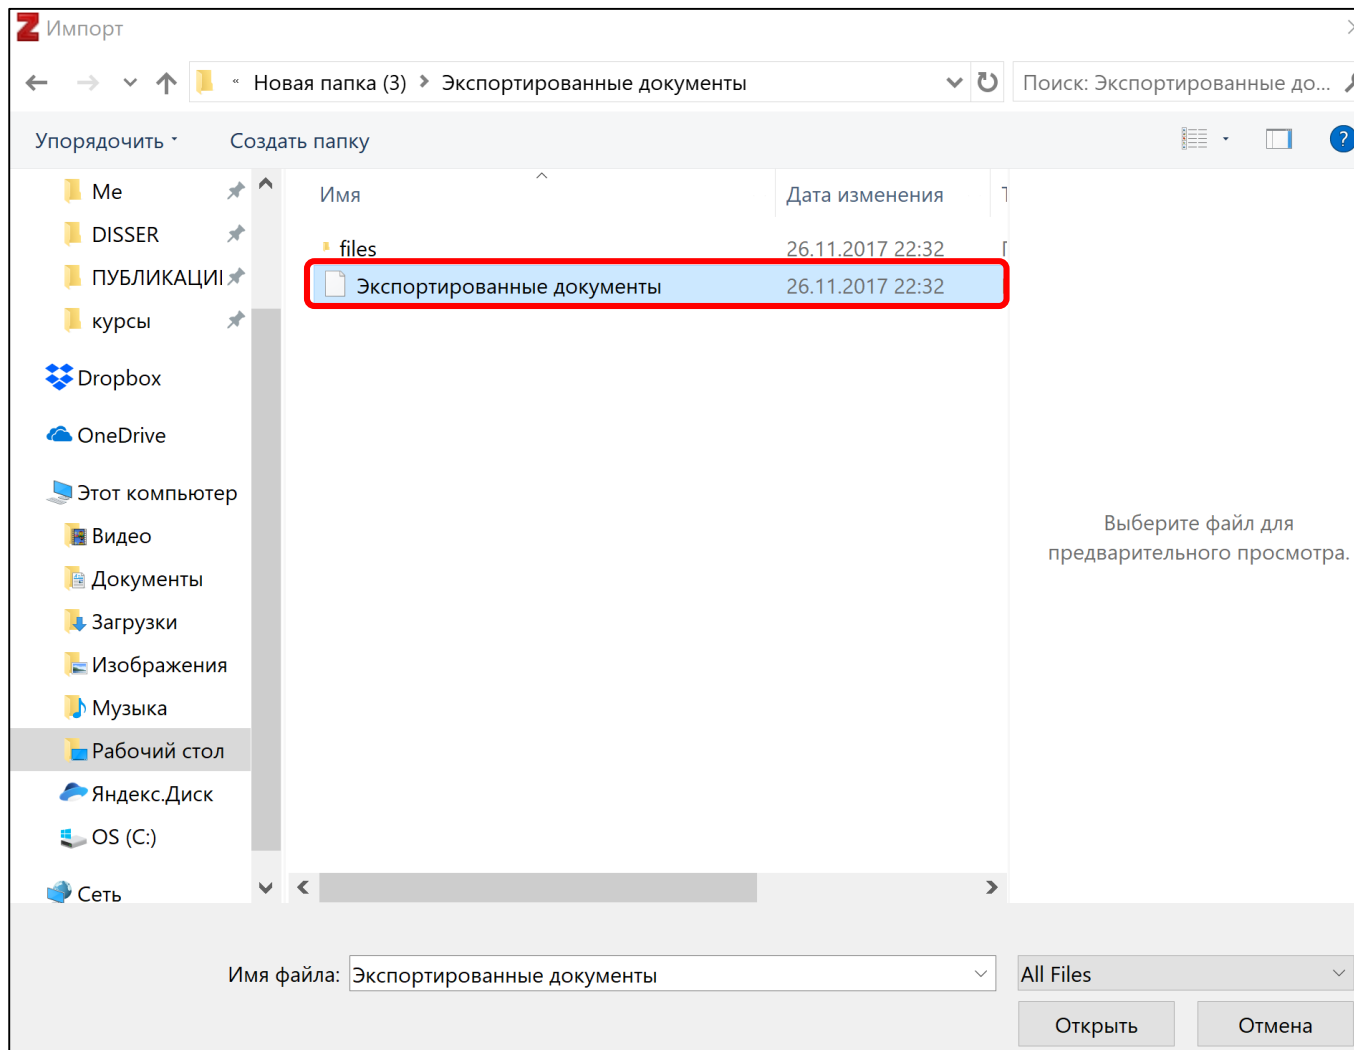 Z Импорт
« Новая папка (3) > Экспортированные документы
Поиск: Экспортированные до...
Упорядочить
Создать папку
?
Me
DISSER
ПУБЛИКАЦИ
курсы
Dropbox
OneDrive
Этот компьютер
Видео
Документы
Загрузки
Изображения
Музыка
Рабочий стол
Яндекс.Диск
OS (C:)
Сеть
Имя
Дата изменения
files
26.11.2017 22:32
Экспортированные документы
26.11.2017 22:32
Выберите файл для
предварительного просмотра.
Имя файла:
Экспортированные документы
All Files
Открыть
Отмена